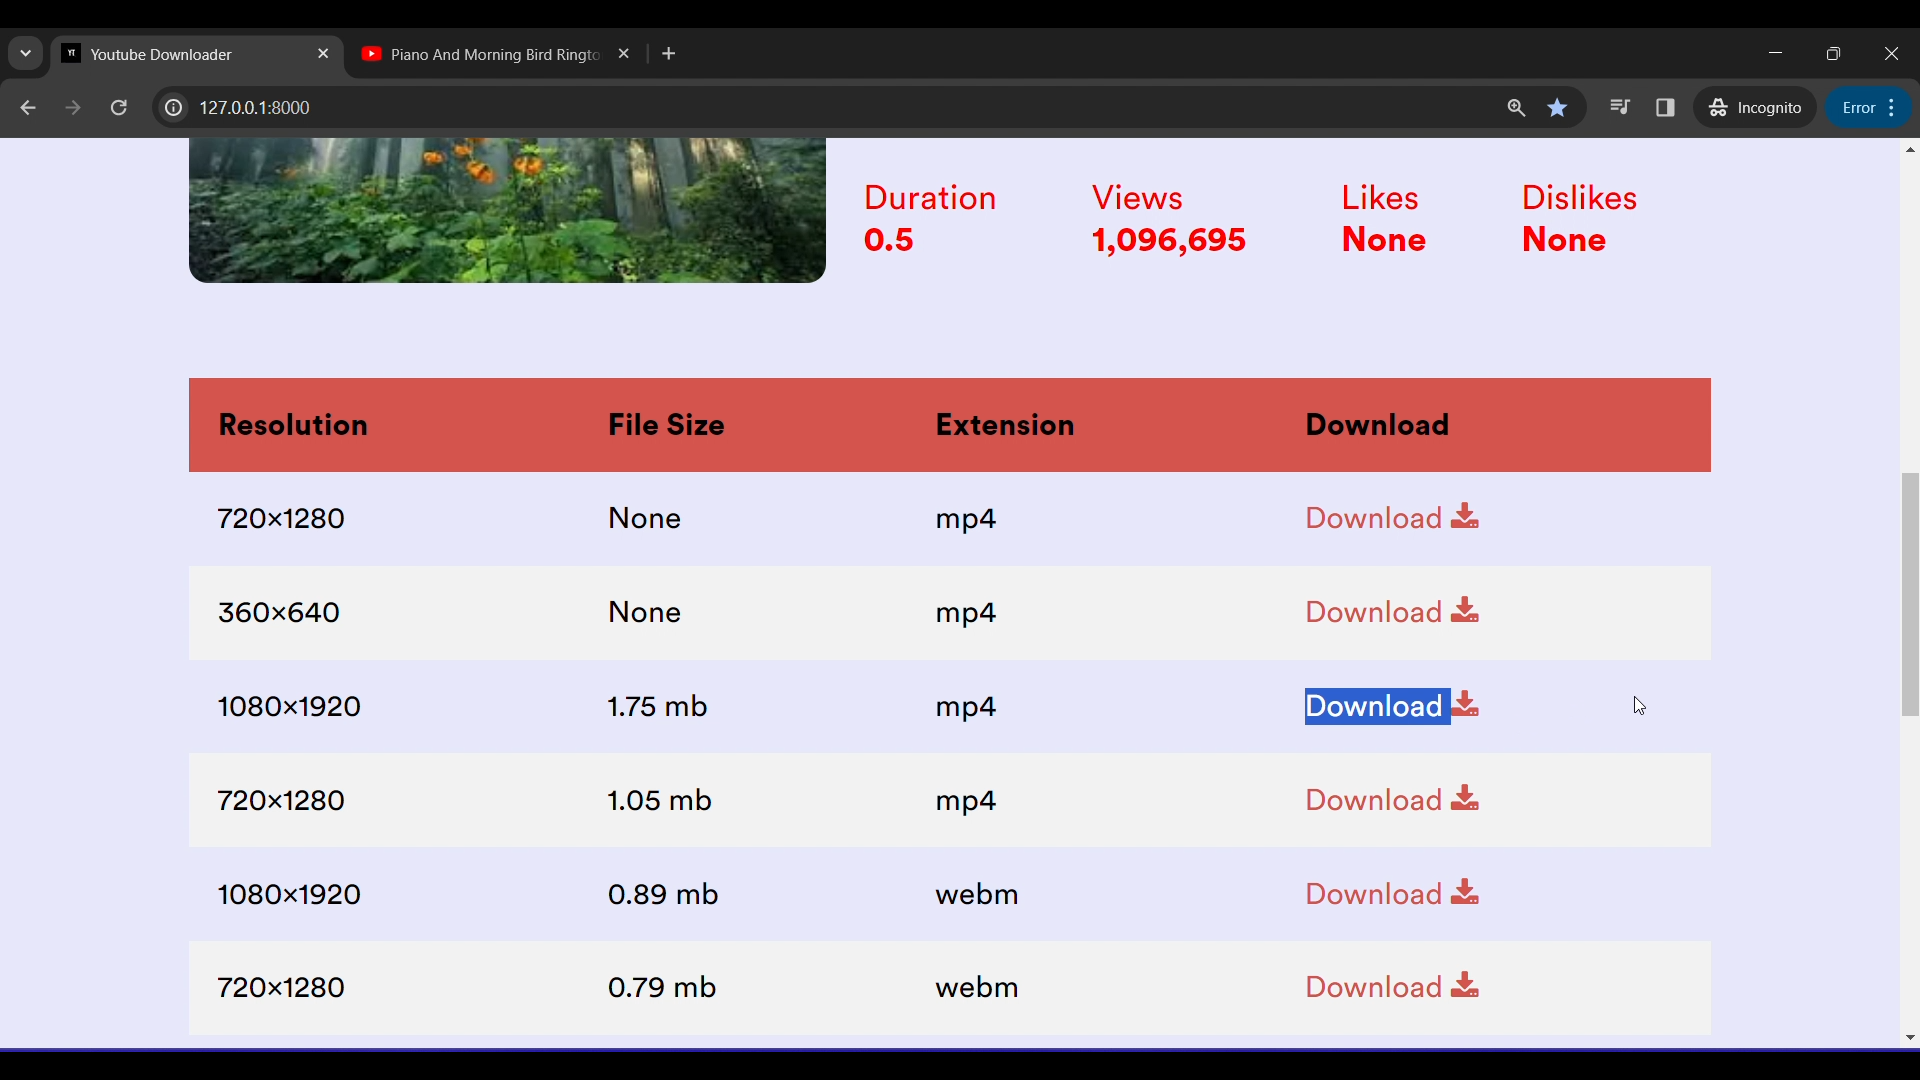 YT Youtube Downloader
Piano And Morning Bird Ringto
127.0.0.1:8000
Incognito
Error
Duration Views Likes Dislikes
0.5 1,096,695 None None
Resolution File Size Extension Download
720×1280 None mp4 Download
360×640 None mp4 Download
1080×1920 1.75 mb mp4 Download
720×1280 1.05 mb mp4 Download
1080×1920 0.89 mb webm Download
720×1280 0.79 mb webm Download